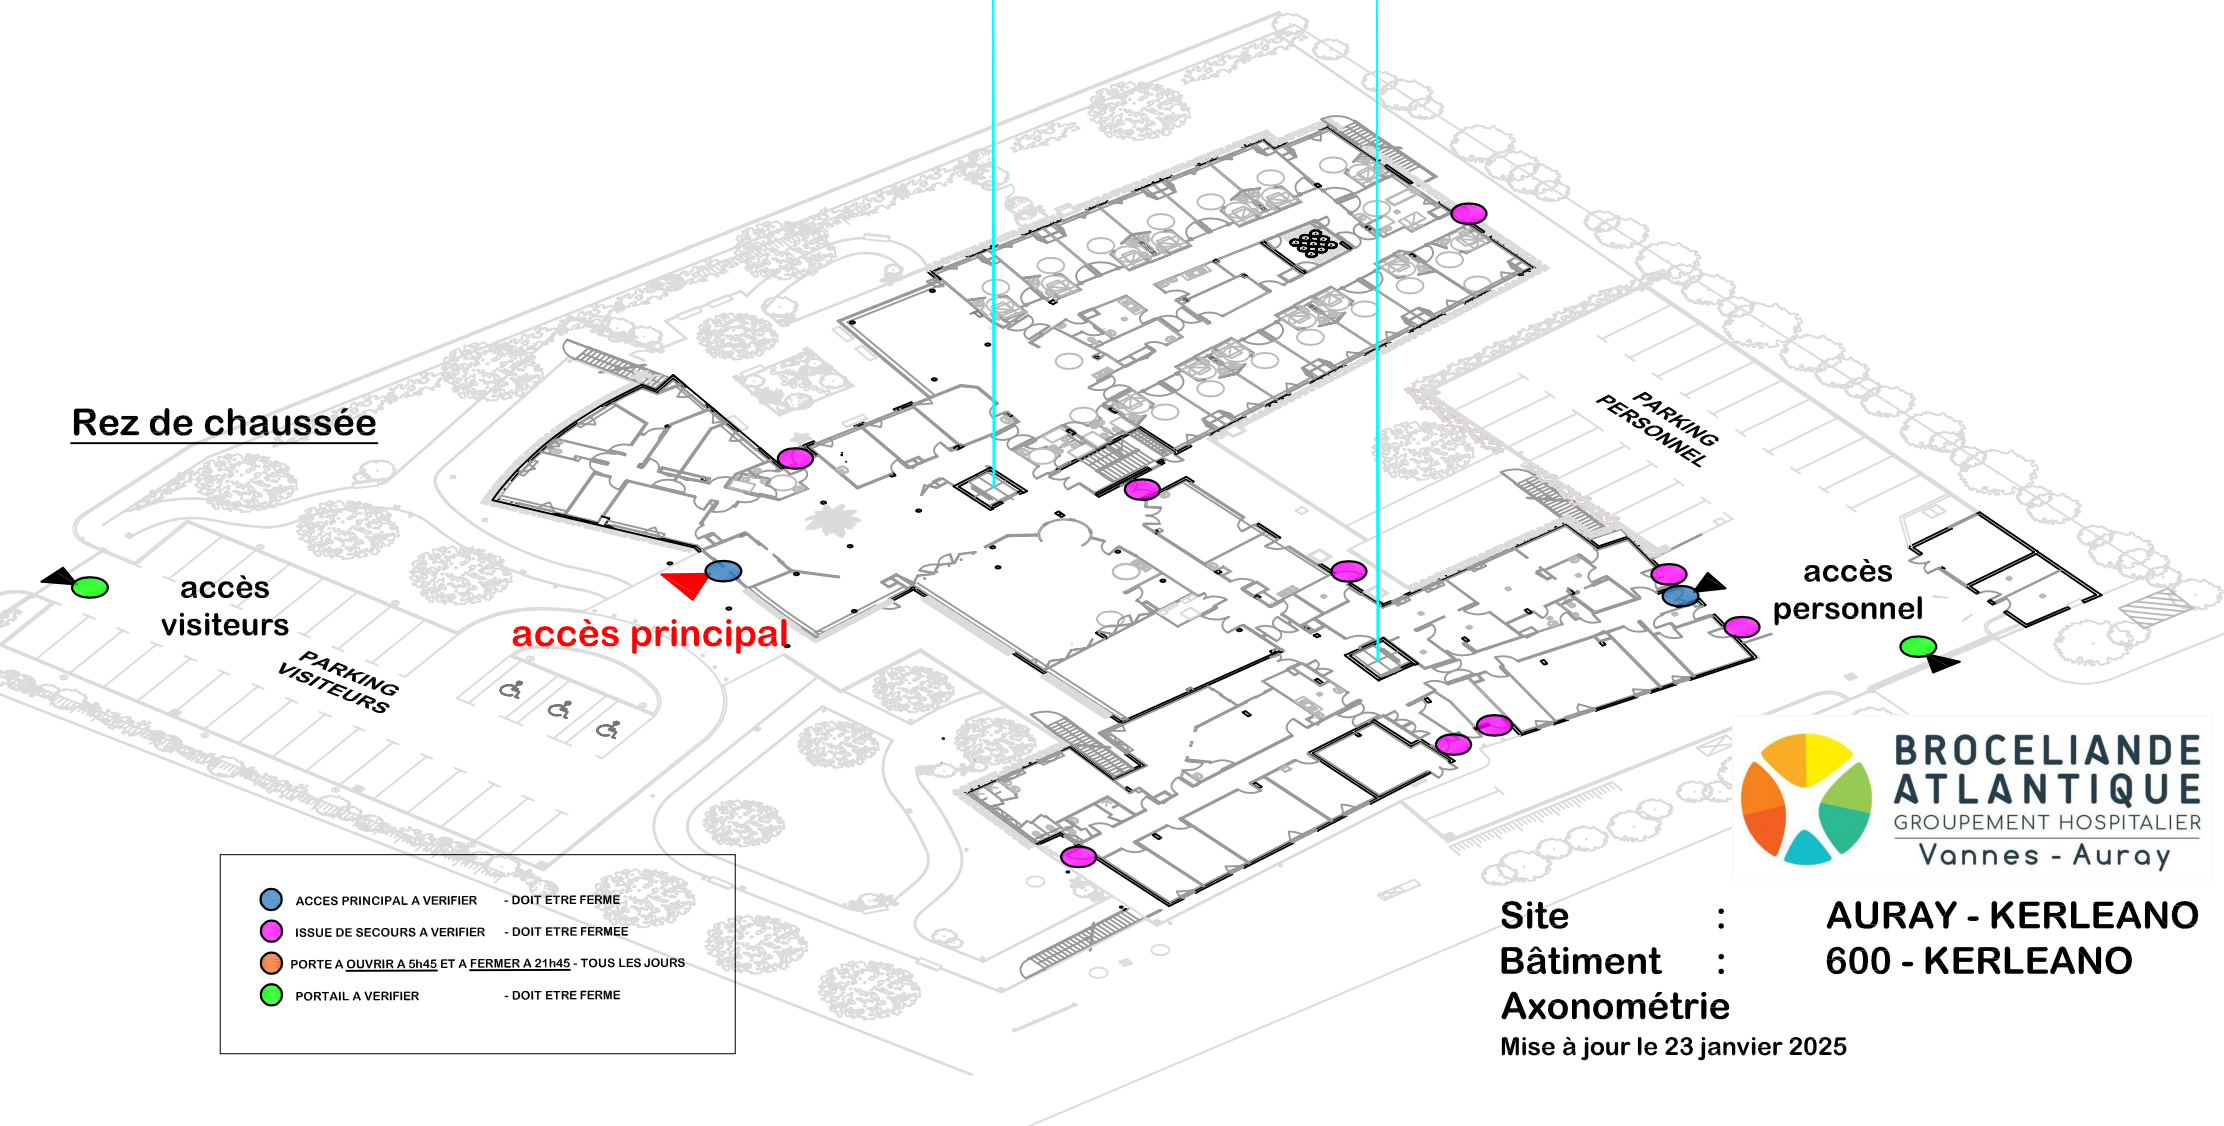 Rez de chaussée
PARKING
PERSONNEL
accès
visiteurs
accès principal
PARKING
VISITEURS
accès
personnel
ACCES PRINCIPAL A VERIFIER - DOIT ETRE FERME
ISSUE DE SECOURS A VERIFIER - DOIT ETRE FERMEE
PORTE A OUVRIR A 5h45 ET A FERMER A 21h45 - TOUS LES JOURS
PORTAIL A VERIFIER - DOIT ETRE FERME
BROCELIANDE
ATLANTIQUE
GROUPEMENT HOSPITALIER
Vannes - Auray
Site : AURAY - KERLEANO
Bâtiment : 600 - KERLEANO
Axonométrie
Mise à jour le 23 janvier 2025